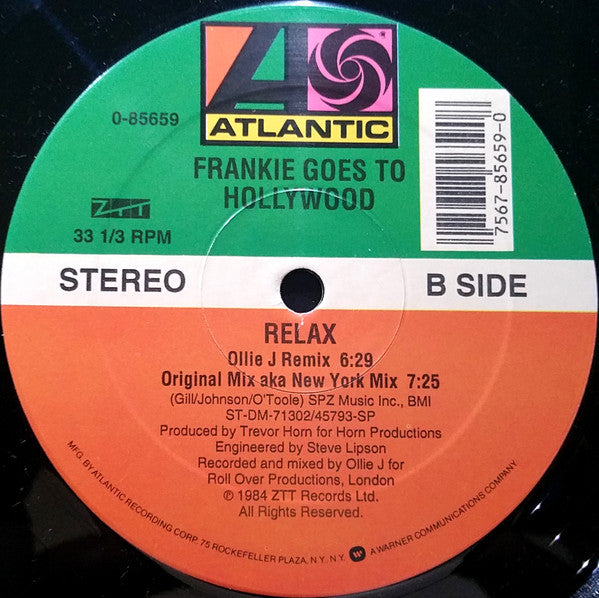 ATLANTIC
0-85659
FRANKIE GOES TO
HOLLYWOOD
7567-85659-0
ZTT
33 1/3 RPM
STEREO
B SIDE
RELAX
Ollie J Remix 6:29
Original Mix aka New York Mix 7:25
(Gill/Johnson/O'Toole) SPZ Music Inc., BMI
ST-DM-71302/45793-SP
Produced by Trevor Horn for Horn Productions
Engineered by Steve Lipson
Recorded and mixed by Ollie J for
Roll Over Productions, London
℗ 1984 ZTT Records Ltd.
All Rights Reserved.
MFG. BY ATLANTIC RECORDING CORP. 75 ROCKEFELLER PLAZA, N.Y. N.Y. A WARNER COMMUNICATIONS COMPANY